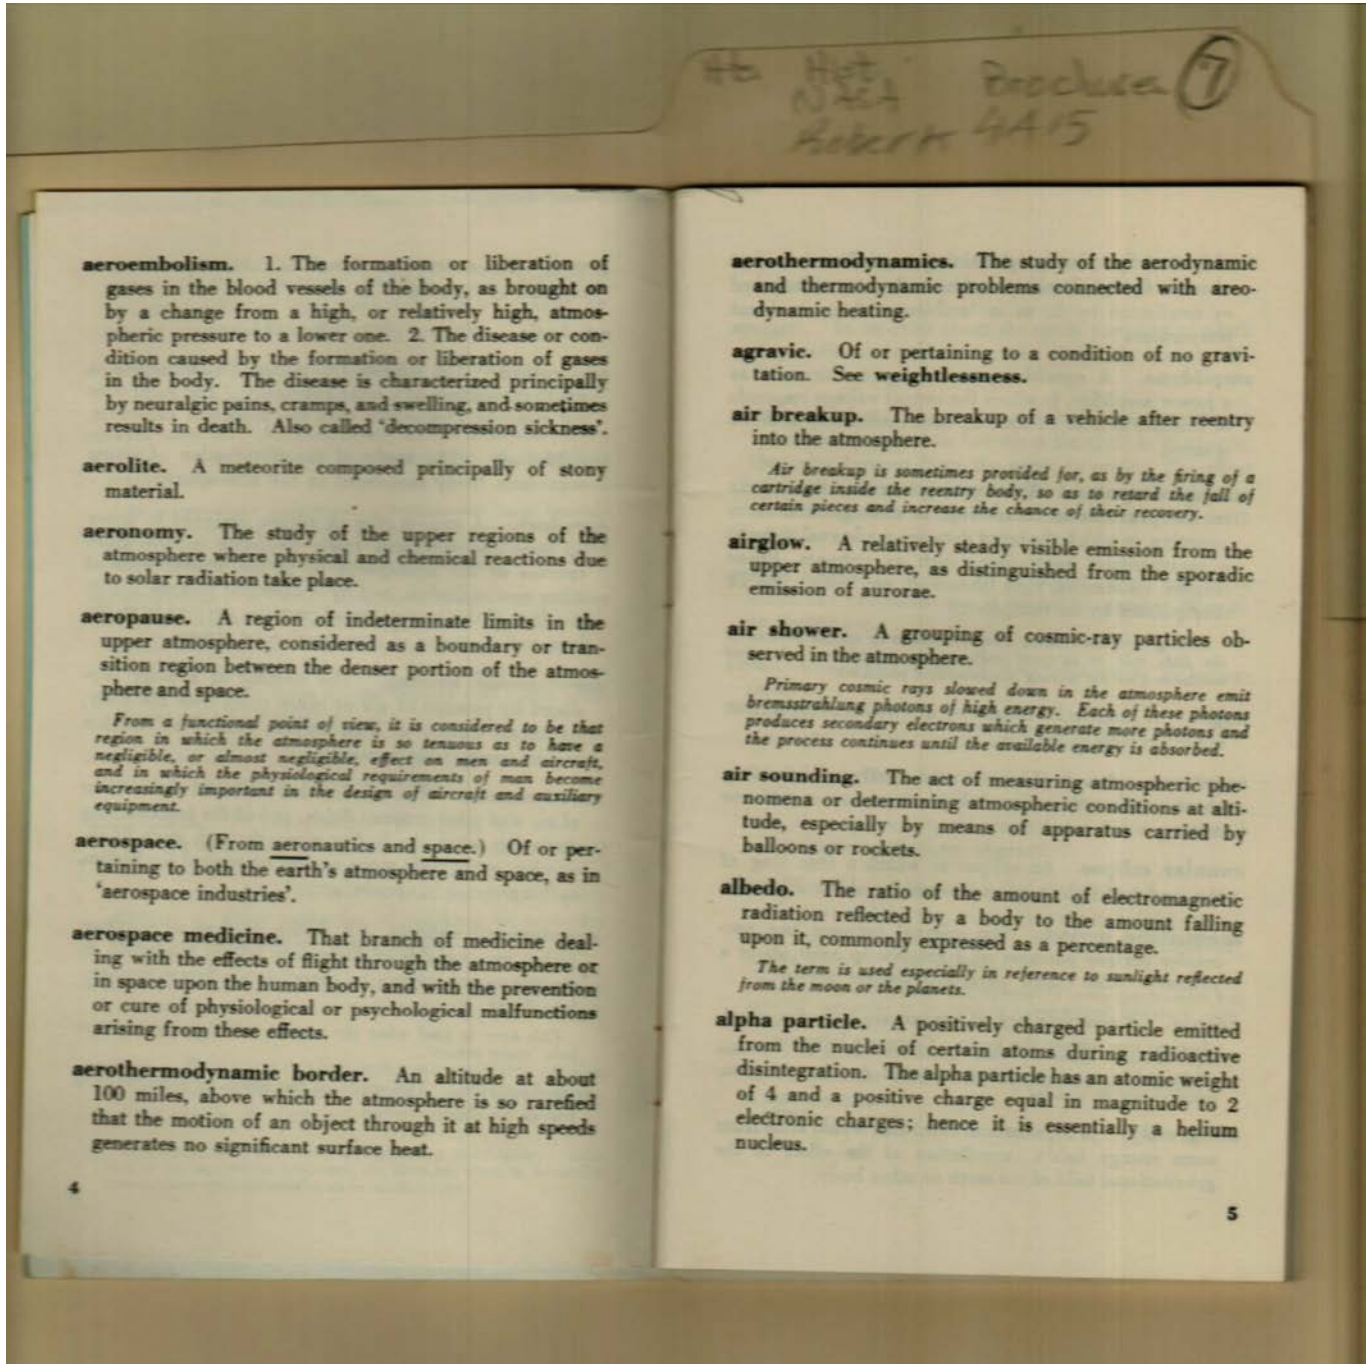 Hist Brochures 7
NASA
Robert 4A15
aeroembolism. 1. The formation or liberation of
gases in the blood vessels of the body, as brought on
by a change from a high, or relatively high, atmos-
pheric pressure to a lower one. 2. The disease or con-
dition caused by the formation or liberation of gases
in the body. The disease is characterized principally
by neuralgic pains, cramps, and swelling, and sometimes
results in death. Also called 'decompression sickness'.
aerolite. A meteorite composed principally of stony
material.
aeronomy. The study of the upper regions of the
atmosphere where physical and chemical reactions due
to solar radiation take place.
aeropause. A region of indeterminate limits in the
upper atmosphere, considered as a boundary or tran-
sition region between the denser portion of the atmos-
phere and space.
From a functional point of view, it is considered to be that
region in which the atmosphere is so tenuous as to have a
negligible, or almost negligible, effect on men and aircraft,
and in which the physiological requirements of man become
increasingly important in the design of aircraft and auxiliary
equipment.
aerospace. (From aeronautics and space.) Of or per-
taining to both the earth's atmosphere and space, as in
'aerospace industries'.
aerospace medicine. That branch of medicine deal-
ing with the effects of flight through the atmosphere or
in space upon the human body, and with the prevention
or cure of physiological or psychological malfunctions
arising from these effects.
aerothermodynamic border. An altitude at about
100 miles, above which the atmosphere is so rarefied
that the motion of an object through it at high speeds
generates no significant surface heat.
4
aerothermodynamics. The study of the aerodynamic
and thermodynamic problems connected with areo-
dynamic heating.
agravic. Of or pertaining to a condition of no gravi-
tation. See weightlessness.
air breakup. The breakup of a vehicle after reentry
into the atmosphere.
Air breakup is sometimes provided for, as by the firing of a
cartridge inside the reentry body, so as to retard the fall of
certain pieces and increase the chance of their recovery.
airglow. A relatively steady visible emission from the
upper atmosphere, as distinguished from the sporadic
emission of aurorae.
air shower. A grouping of cosmic-ray particles ob-
served in the atmosphere.
Primary cosmic rays slowed down in the atmosphere emit
bremsstrahlung photons of high energy. Each of these photons
produces secondary electrons which generate more photons and
the process continues until the available energy is absorbed.
air sounding. The act of measuring atmospheric phe-
nomena or determining atmospheric conditions at alti-
tude, especially by means of apparatus carried by
balloons or rockets.
albedo. The ratio of the amount of electromagnetic
radiation reflected by a body to the amount falling
upon it, commonly expressed as a percentage.
The term is used especially in reference to sunlight reflected
from the moon or the planets.
alpha particle. A positively charged particle emitted
from the nuclei of certain atoms during radioactive
disintegration. The alpha particle has an atomic weight
of 4 and a positive charge equal in magnitude to 2
electronic charges; hence it is essentially a helium
nucleus.
5